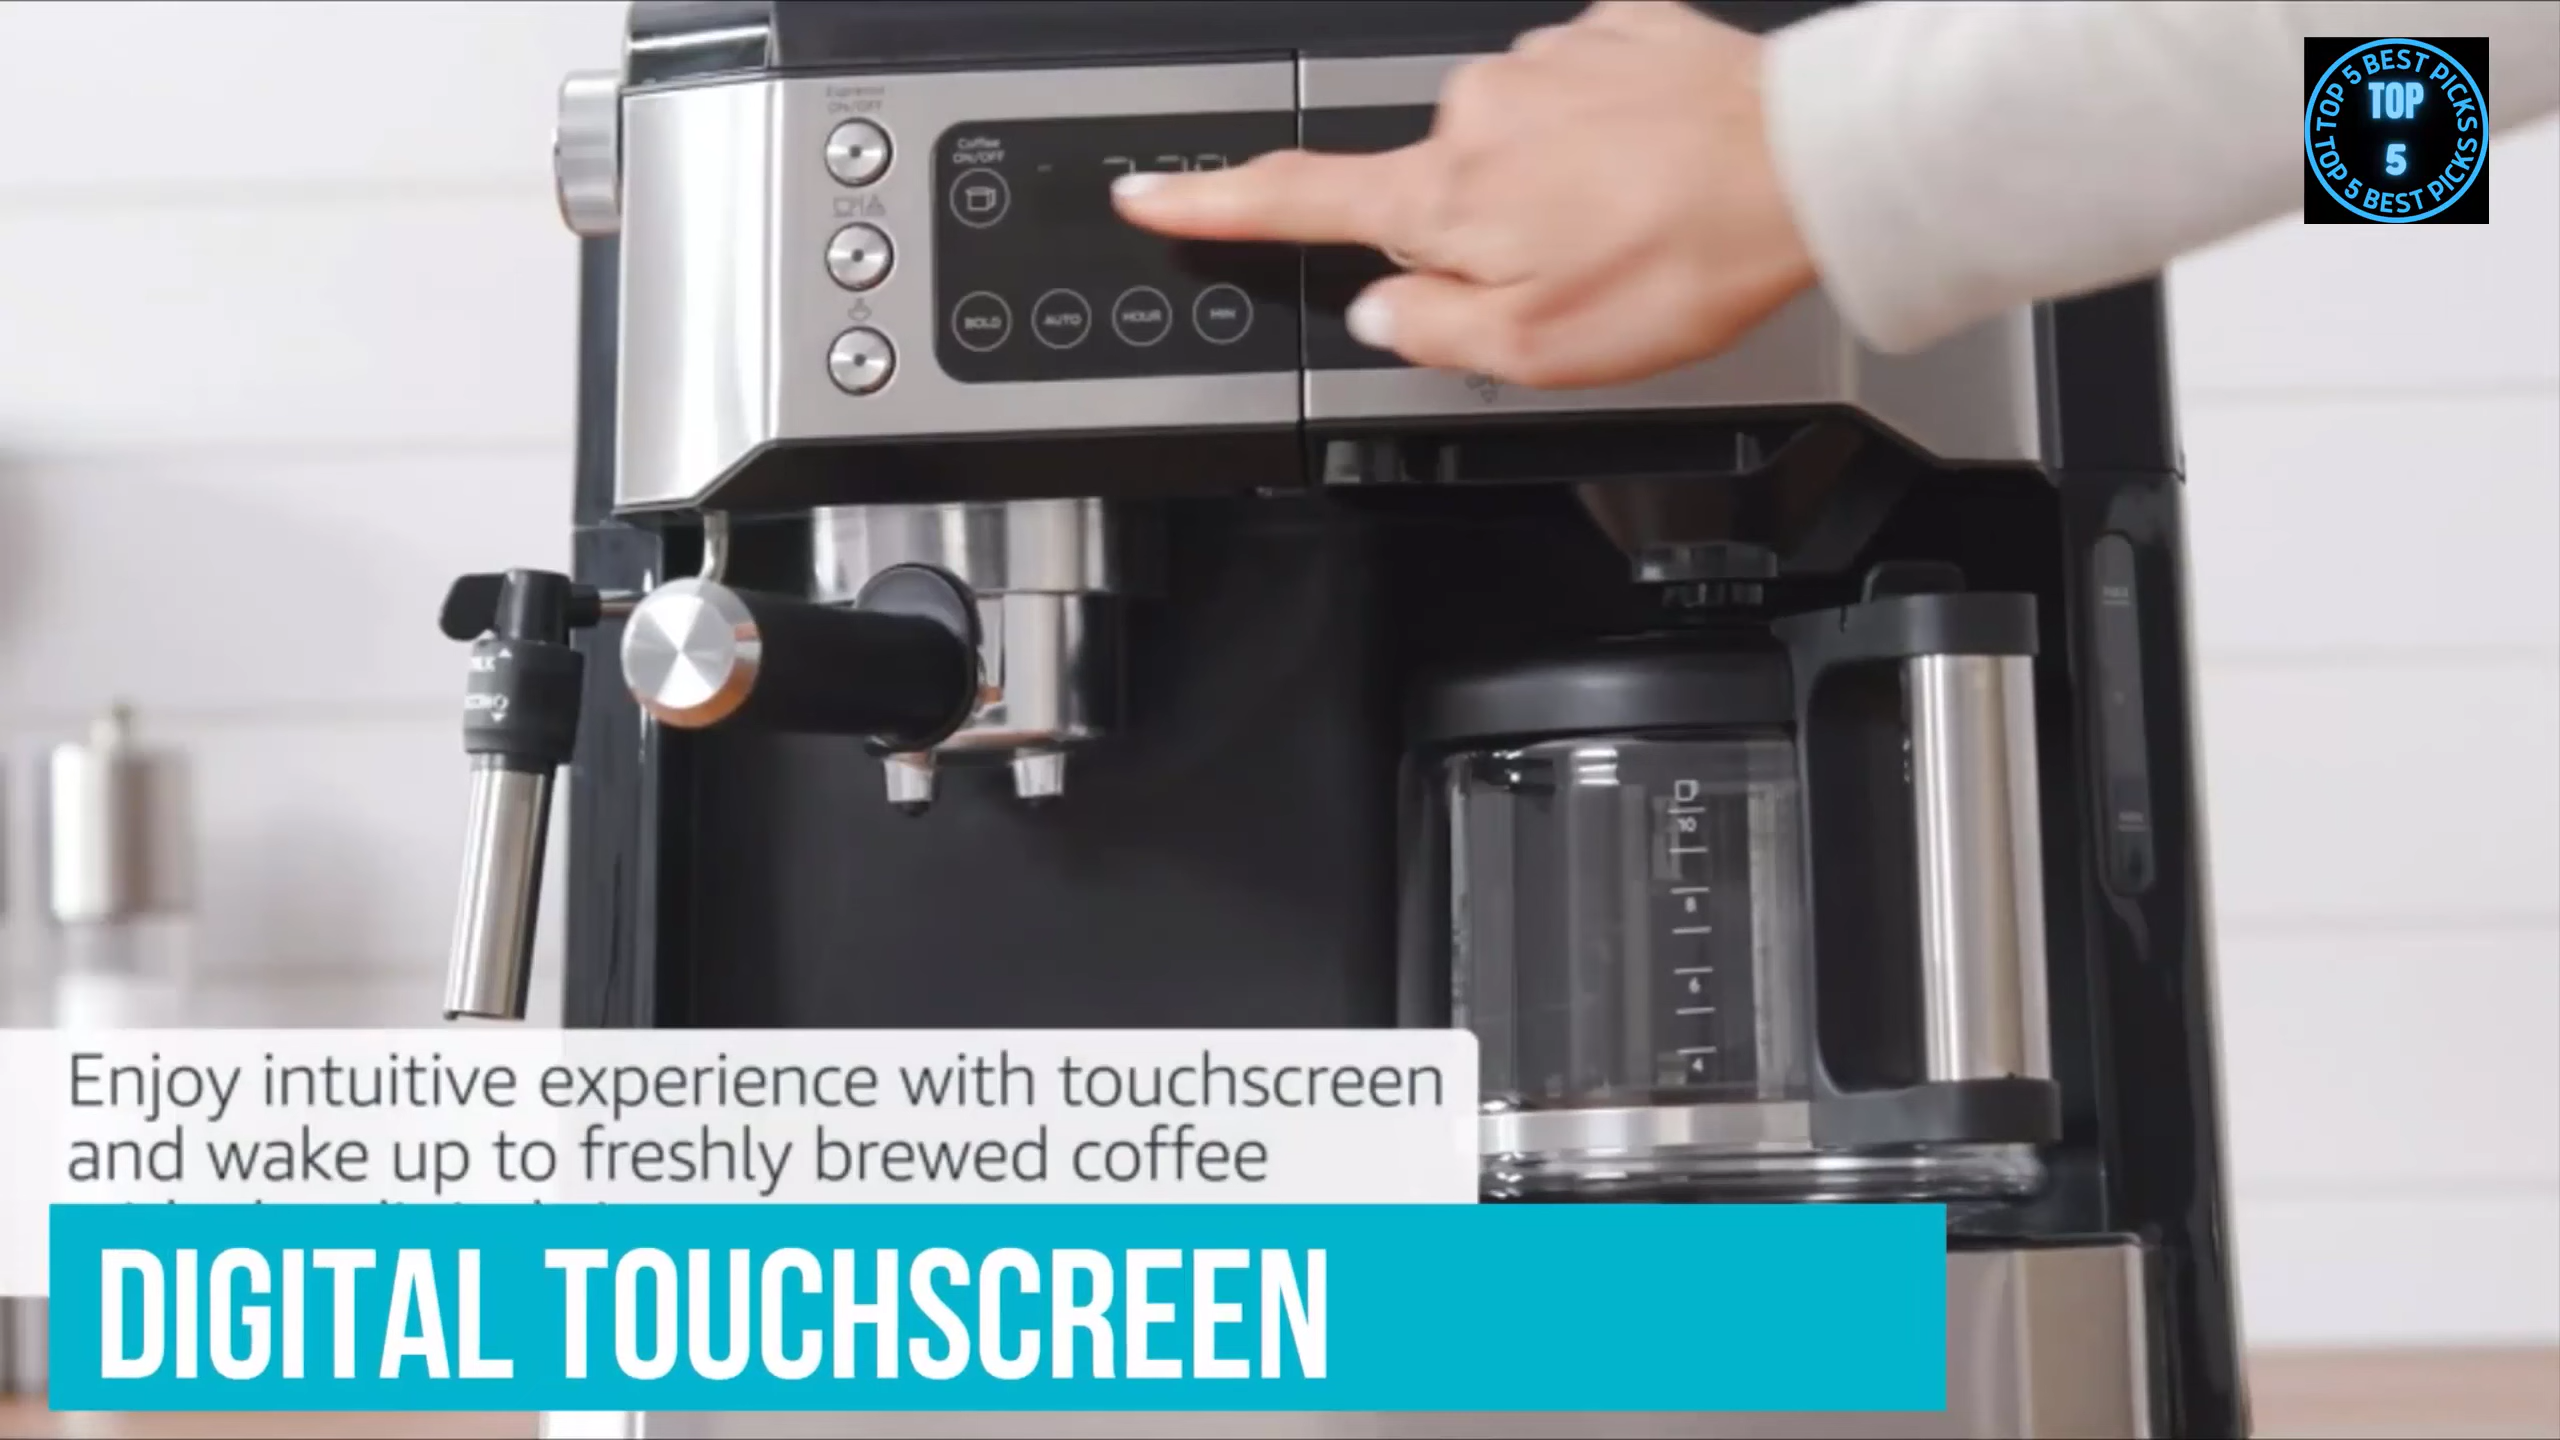 TOP 5 BEST PICKS
TOP 5 BEST PICKS
TOP
5
Espresso
ON/OFF
Coffee
ON/OFF
BOLD AUTO HOUR MIN
10
8
6
4
Enjoy intuitive experience with touchscreen
and wake up to freshly brewed coffee
DIGITAL TOUCHSCREEN